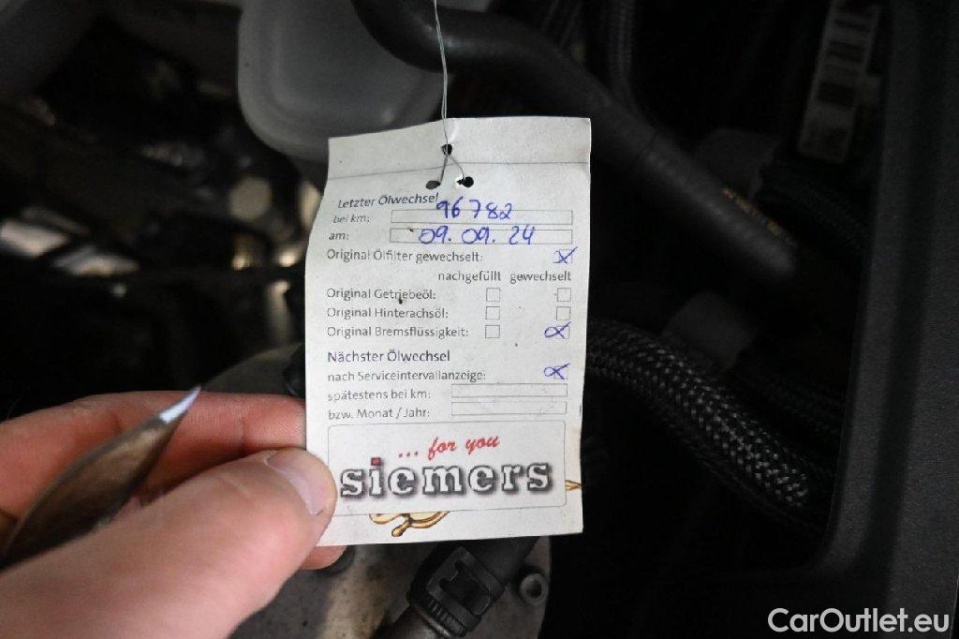 Letzter Ölwechsel
bei km: 96782
am: 09.09.24
Original Ölfilter gewechselt:
nachgefüllt gewechselt
Original Getriebeöl:
Original Hinterachsöl:
Original Bremsflüssigkeit:
Nächster Ölwechsel
nach Serviceintervallanzeige:
spätestens bei km:
bzw. Monat / Jahr:
... for you
siemers
CarOutlet.eu